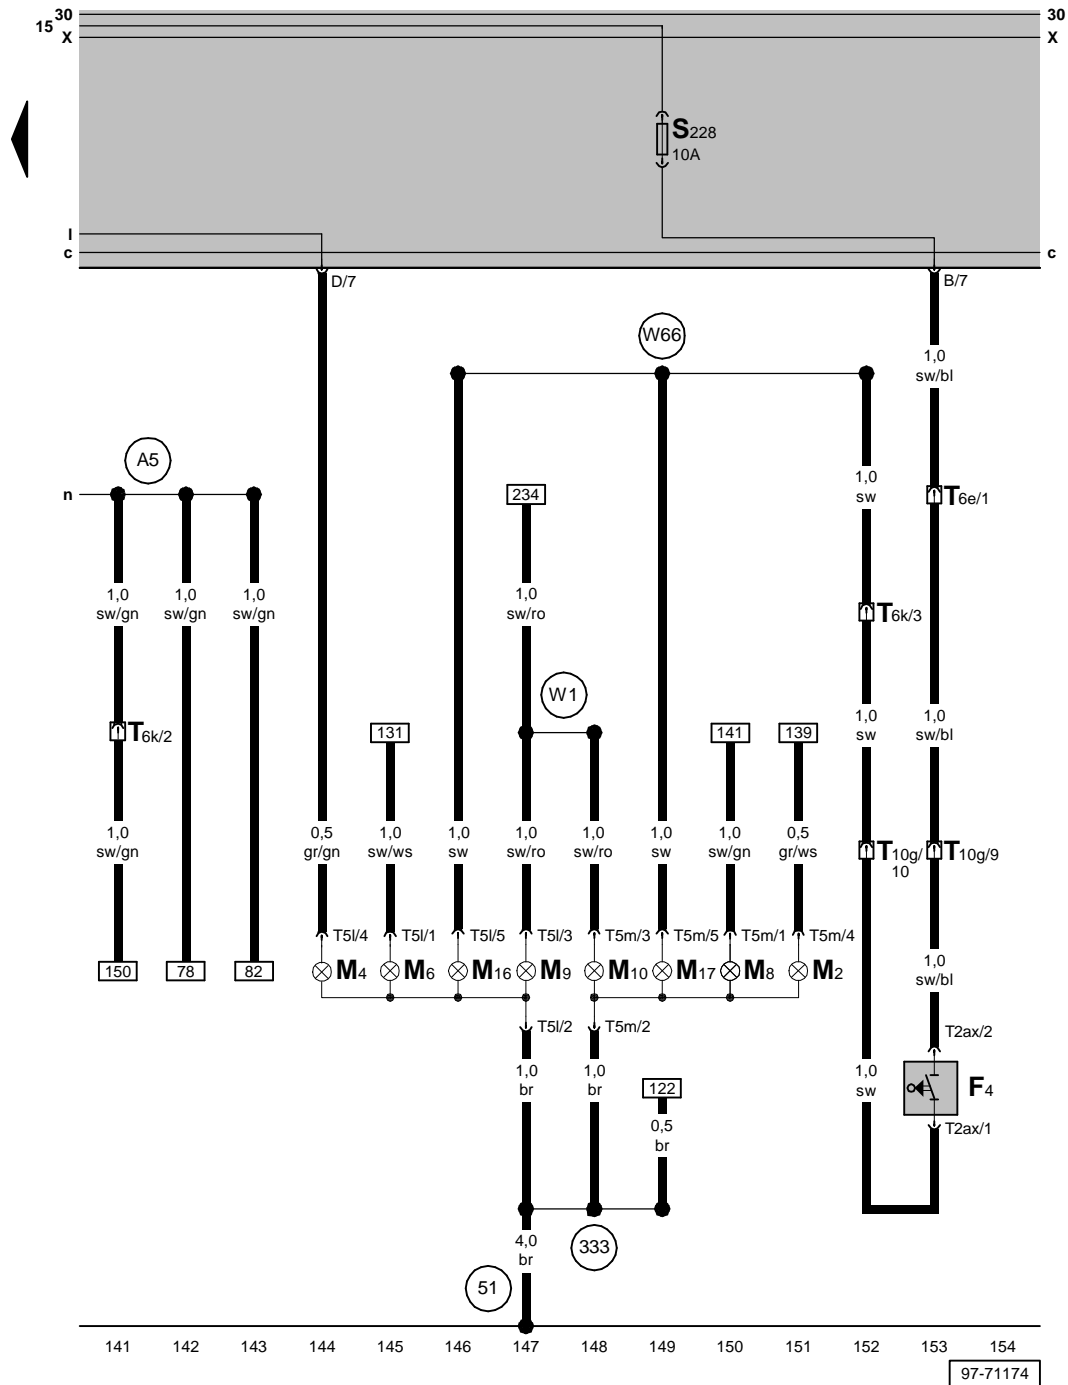 30 30
15
X X
S228
10A
l
c c
D/7 B/7
W66
1,0
sw/bl
A5
n
234
1,0
sw
T6e/1
1,0
sw/gn
1,0
sw/gn
1,0
sw/gn
1,0
sw/ro
T6k/3
W1
T6k/2
131
141
139
1,0
sw
1,0
sw/bl
1,0
sw/gn
0,5
gr/gn
1,0
sw/ws
1,0
sw
1,0
sw/ro
1,0
sw/ro
1,0
sw
1,0
sw/gn
0,5
gr/ws
T10g/
10
T10g/9
T5l/4 T5l/1 T5l/5 T5l/3 T5m/3 T5m/5 T5m/1 T5m/4
150 78 82 M4 M6 M16 M9 M10 M17 M8 M2
1,0
sw/bl
T5l/2 T5m/2
T2ax/2
1,0
br
1,0
br
122
1,0
sw
F4
0,5
br
T2ax/1
4,0
br
333
51
141 142 143 144 145 146 147 148 149 150 151 152 153 154
97-71174